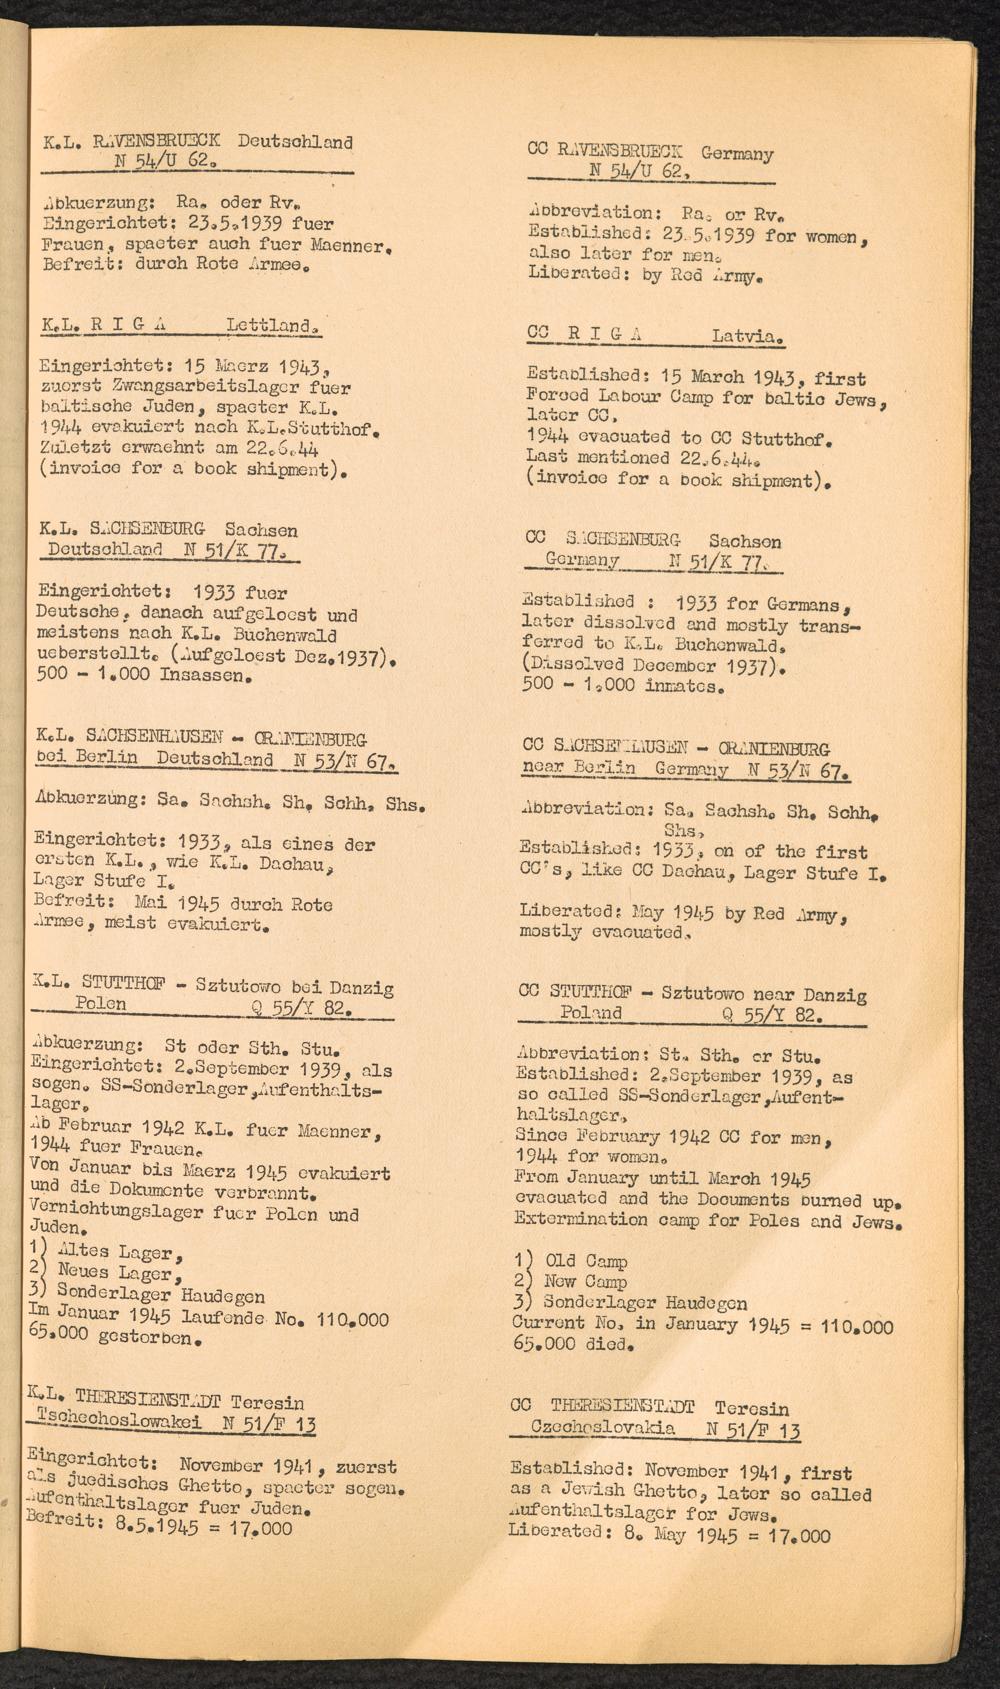 K.L. RAVENSBRUECK Deutschland
N 54/U 62.
Abkuerzung: Ra. oder Rv.
Eingerichtet: 23.5.1939 fuer
Frauen, spaeter auch fuer Maenner.
Befreit: durch Rote Armee.
K.L. R I G A Lettland.
Eingerichtet: 15 Maerz 1943,
zuerst Zwangsarbeitslager fuer
baltische Juden, spaeter K.L.
1944 evakuiert nach K.L.Stutthof.
Zuletzt erwaehnt am 22.6.44
(invoice for a book shipment).
K.L. SACHSENBURG Sachsen
Deutschland N 51/K 77.
Eingerichtet: 1933 fuer
Deutsche, danach aufgeloest und
meistens nach K.L. Buchenwald
ueberstellt. (Aufgeloest Dez.1937).
500 - 1.000 Insassen.
K.L. SACHSENHAUSEN - ORANIENBURG
bei Berlin Deutschland N 53/N 67.
Abkuerzung: Sa. Sachsh. Sh. Schh. Shs.
Eingerichtet: 1933, als eines der
ersten K.L., wie K.L. Dachau,
Lager Stufe I.
Befreit: Mai 1945 durch Rote
Armee, meist evakuiert.
K.L. STUTTHOF - Sztutowo bei Danzig
Polen Q 55/Y 82.
Abkuerzung: St oder Sth. Stu.
Eingerichtet: 2.September 1939, als
sogen. SS-Sonderlager,Aufenthalts-
lager.
Ab Februar 1942 K.L. fuer Maenner,
1944 fuer Frauen.
Von Januar bis Maerz 1945 evakuiert
und die Dokumente verbrannt.
Vernichtungslager fuer Polen und
Juden.
1) Altes Lager,
2) Neues Lager,
3) Sonderlager Haudegen
Im Januar 1945 laufende No. 110.000
65.000 gestorben.
K.L. THERESIENSTADT Teresin
Tschechoslowakei N 51/F 13
Eingerichtet: November 1941, zuerst
als juedisches Ghetto, spaeter sogen.
Aufenthaltslager fuer Juden.
Befreit: 8.5.1945 = 17.000
CC RAVENSBRUECK Germany
N 54/U 62,
Abbreviation: Ra. or Rv.
Established: 23.5.1939 for women,
also later for men.
Liberated: by Red Army.
CC R I G A Latvia.
Established: 15 March 1943, first
Forced Labour Camp for baltic Jews,
later CC.
1944 evacuated to CC Stutthof.
Last mentioned 22.6.44.
(invoice for a book shipment).
CC SACHSENBURG Sachsen
Germany N 51/K 77.
Established : 1933 for Germans,
later dissolved and mostly trans-
ferred to K.L. Buchenwald.
(Dissolved December 1937).
500 - 1.000 inmates.
CC SACHSENHAUSEN - ORANIENBURG
near Berlin Germany N 53/N 67.
Abbreviation: Sa. Sachsh. Sh. Schh.
Shs.
Established: 1933, on of the first
CC's, like CC Dachau, Lager Stufe I.
Liberated: May 1945 by Red Army,
mostly evacuated.
CC STUTTHOF - Sztutowo near Danzig
Poland Q 55/Y 82.
Abbreviation: St. Sth. or Stu.
Established: 2.September 1939, as
so called SS-Sonderlager,Aufent-
haltslager.
Since February 1942 CC for men,
1944 for women.
From January until March 1945
evacuated and the Documents burned up.
Extermination camp for Poles and Jews.
1) Old Camp
2) New Camp
3) Sonderlager Haudegen
Current No. in January 1945 = 110.000
65.000 died.
CC THERESIENSTADT Teresin
Czechoslovakia N 51/F 13
Established: November 1941, first
as a Jewish Ghetto, later so called
Aufenthaltslager for Jews.
Liberated: 8. May 1945 = 17.000